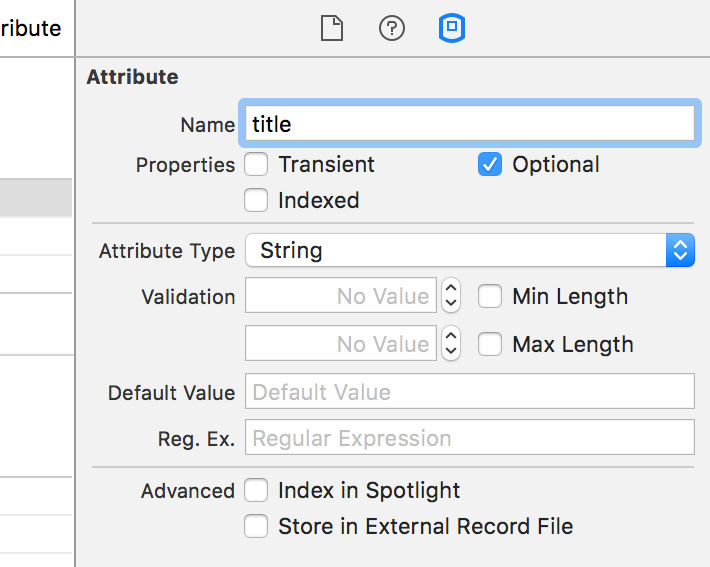 ribute
Attribute
Name title
Properties Transient Optional
Indexed
Attribute Type String
Validation No Value Min Length
No Value Max Length
Default Value Default Value
Reg. Ex. Regular Expression
Advanced Index in Spotlight
Store in External Record File